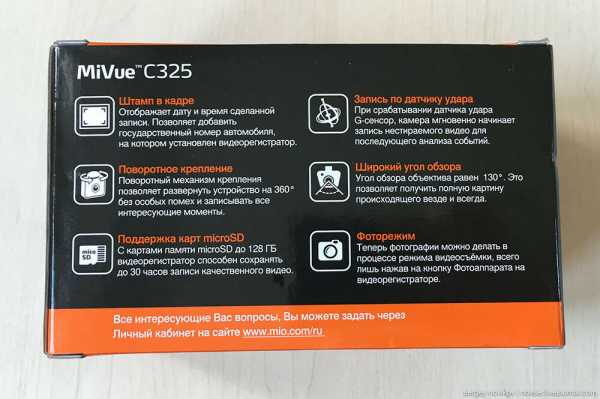 MiVue™ C325
Штамп в кадре
Отображает дату и время сделанной
записи. Позволяет добавить
государственный номер автомобиля,
на котором установлен видеорегистратор.
Поворотное крепление
Поворотный механизм крепления
позволяет развернуть устройство на 360°
без особых помех и записывать все
интересующие моменты.
micro
SD
Поддержка карт microSD
С картами памяти microSD до 128 ГБ
видеорегистратор способен сохранять
до 30 часов записи качественного видео.
Запись по датчику удара
При срабатывании датчика удара
G-сенсор, камера мгновенно начинает
запись нестираемого видео для
последующего анализа событий.
Широкий угол обзора
Угол обзора объектива равен 130°. Это
позволяет получить полную картину
происходящего везде и всегда.
Фоторежим
Теперь фотографии можно делать в
процессе режима видеосъёмки, всего
лишь нажав на кнопку Фотоаппарата на
видеорегистраторе.
Все интересующие Вас вопросы, Вы можете задать через
Личный кабинет на сайте www.mio.com/ru